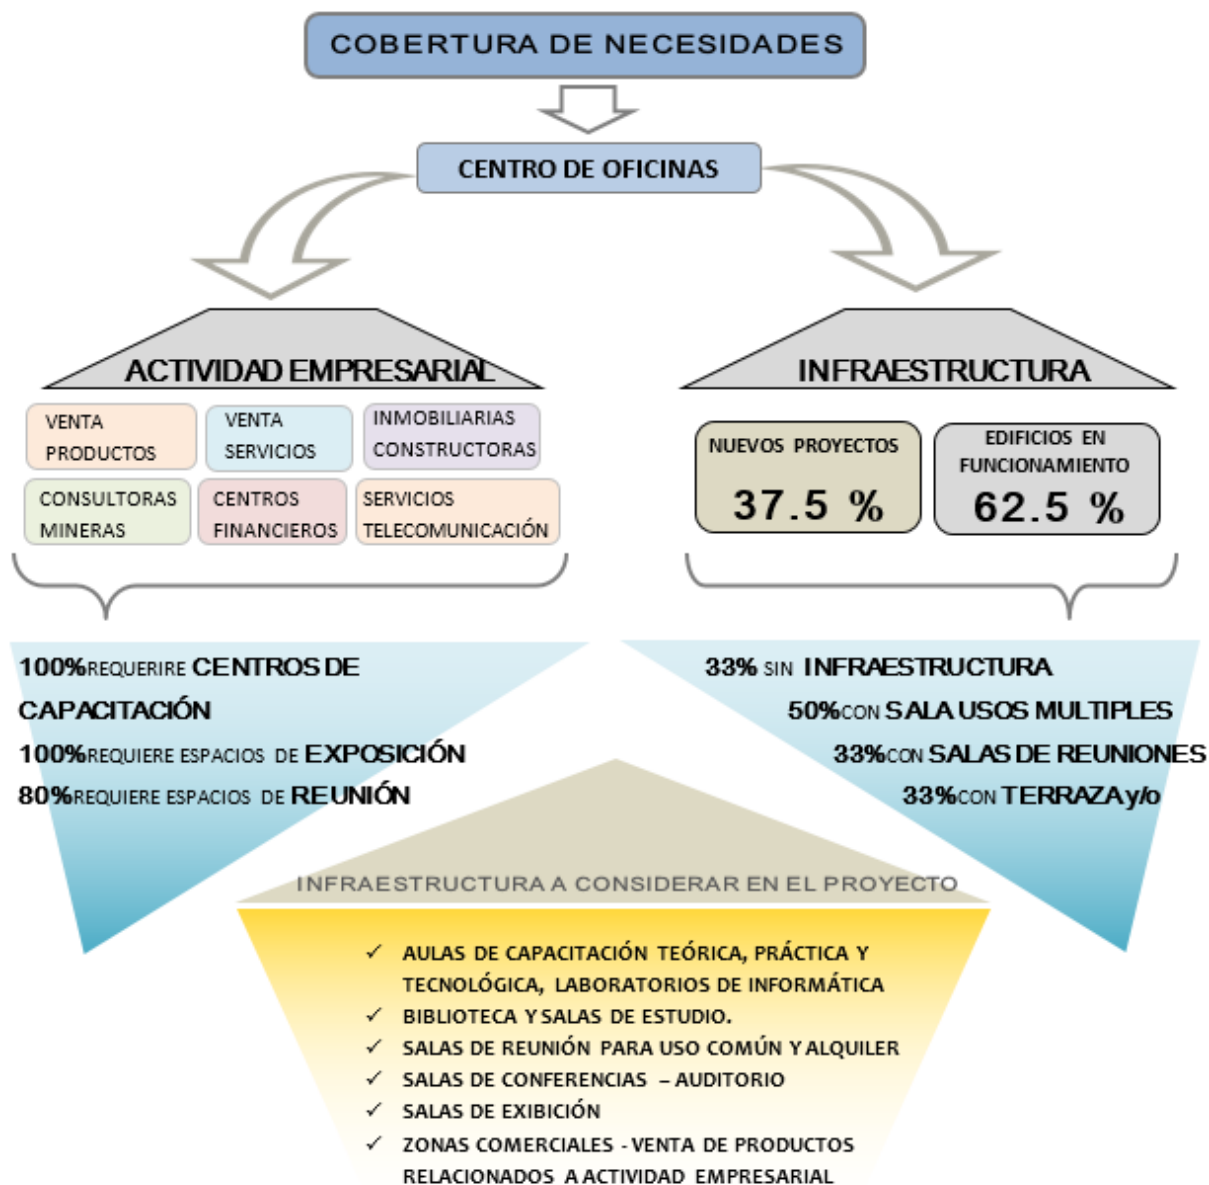 COBERTURA DE NECESIDADES
CENTRO DE OFICINAS
ACTIVIDAD EMPRESARIAL
VENTA
PRODUCTOS
VENTA
SERVICIOS
INMOBILIARIAS
CONSTRUCTORAS
CONSULTORAS
MINERAS
CENTROS
FINANCIEROS
SERVICIOS
TELECOMUNICACIÓN
100%REQUERIRE CENTROS DE
CAPACITACIÓN
100%REQUIERE ESPACIOS DE EXPOSICIÓN
80%REQUIERE ESPACIOS DE REUNIÓN
INFRAESTRUCTURA
NUEVOS PROYECTOS
37.5 %
EDIFICIOS EN
FUNCIONAMIENTO
62.5 %
33% SIN INFRAESTRUCTURA
50%CON SALA USOS MULTIPLES
33%CON SALAS DE REUNIONES
33%CON TERRAZA y/o
INFRAESTRUCTURA A CONSIDERAR EN EL PROYECTO
✓ AULAS DE CAPACITACIÓN TEÓRICA, PRÁCTICA Y
TECNOLÓGICA, LABORATORIOS DE INFORMÁTICA
✓ BIBLIOTECA Y SALAS DE ESTUDIO.
✓ SALAS DE REUNIÓN PARA USO COMÚN Y ALQUILER
✓ SALAS DE CONFERENCIAS – AUDITORIO
✓ SALAS DE EXIBICIÓN
✓ ZONAS COMERCIALES - VENTA DE PRODUCTOS
RELACIONADOS A ACTIVIDAD EMPRESARIAL